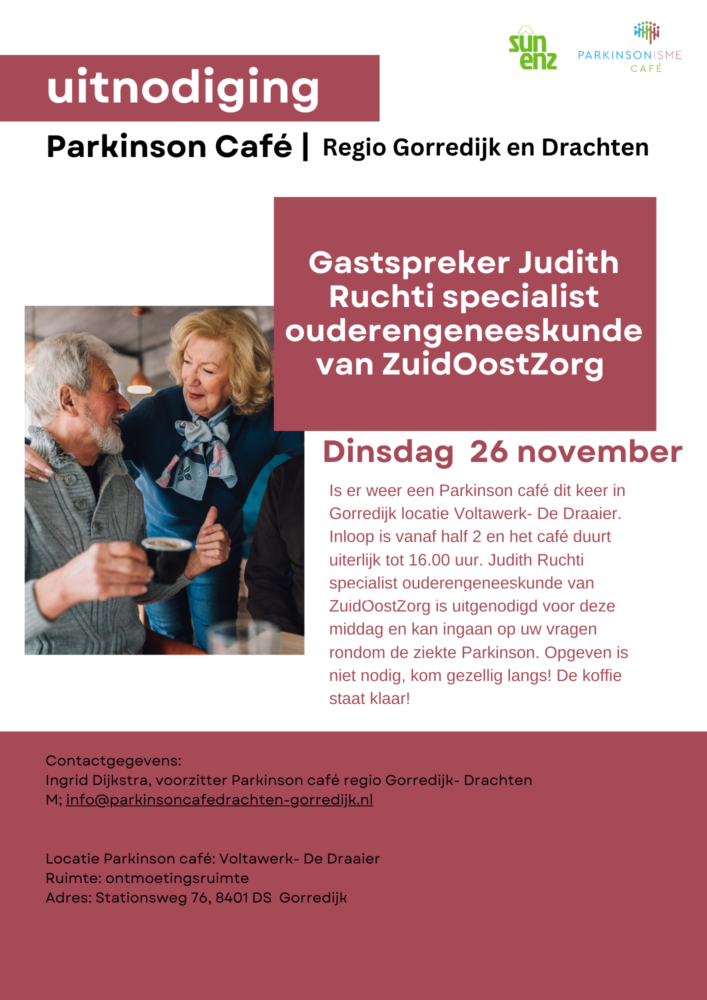 sûn
enz
PARKINSONISME
CAFÉ
uitnodiging
Parkinson Café | Regio Gorredijk en Drachten
Gastspreker Judith
Ruchti specialist
ouderengeneeskunde
van ZuidOostZorg
Dinsdag 26 november
Is er weer een Parkinson café dit keer in
Gorredijk locatie Voltawerk- De Draaier.
Inloop is vanaf half 2 en het café duurt
uiterlijk tot 16.00 uur. Judith Ruchti
specialist ouderengeneeskunde van
ZuidOostZorg is uitgenodigd voor deze
middag en kan ingaan op uw vragen
rondom de ziekte Parkinson. Opgeven is
niet nodig, kom gezellig langs! De koffie
staat klaar!
Contactgegevens:
Ingrid Dijkstra, voorzitter Parkinson café regio Gorredijk- Drachten
M; info@parkinsoncafedrachten-gorredijk.nl
Locatie Parkinson café: Voltawerk- De Draaier
Ruimte: ontmoetingsruimte
Adres: Stationsweg 76, 8401 DS Gorredijk